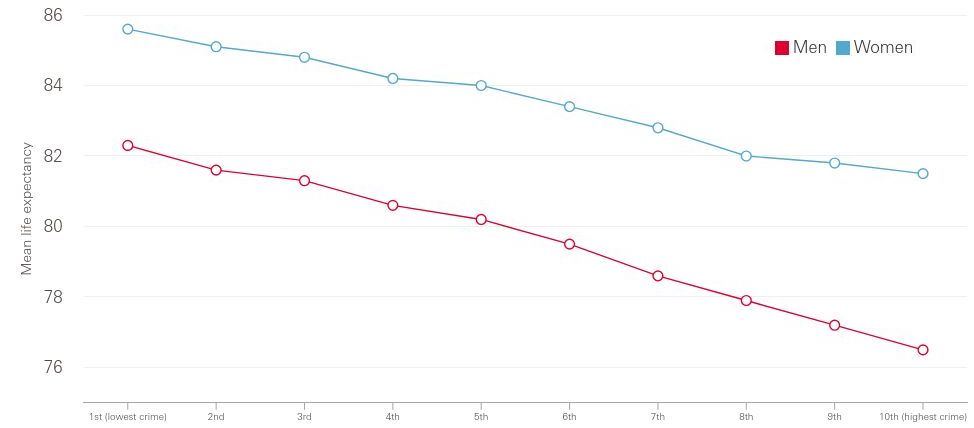 86
Men Women
84
82
80
78
76
Mean life expectancy
1st (lowest crime) 2nd 3rd 4th 5th 6th 7th 8th 9th 10th (highest crime)